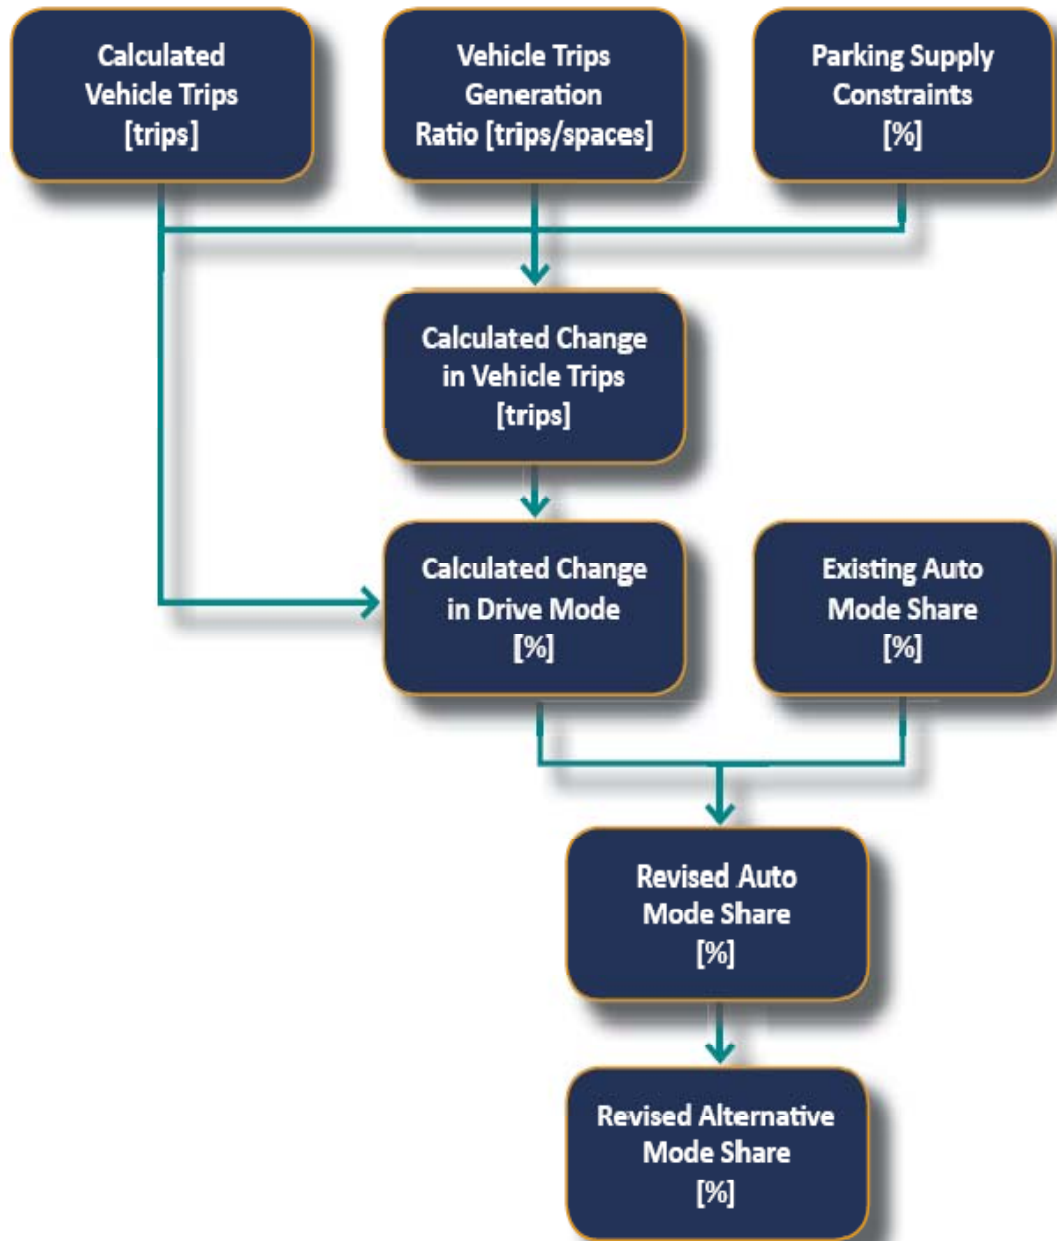 Calculated
Vehicle Trips
[trips]
Vehicle Trips
Generation
Ratio [trips/spaces]
Parking Supply
Constraints
[%]
Calculated Change
in Vehicle Trips
[trips]
Calculated Change
in Drive Mode
[%]
Existing Auto
Mode Share
[%]
Revised Auto
Mode Share
[%]
Revised Alternative
Mode Share
[%]